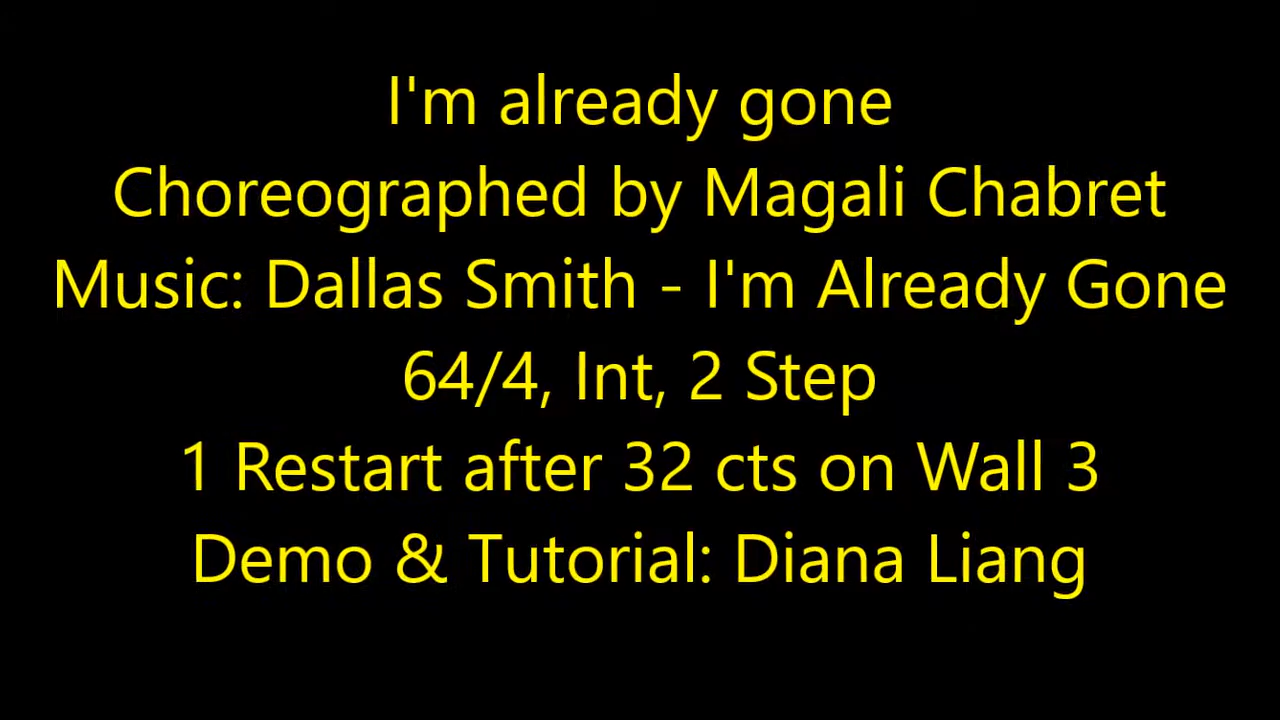 I'm already gone
Choreographed by Magali Chabret
Music: Dallas Smith - I'm Already Gone
64/4, Int, 2 Step
1 Restart after 32 cts on Wall 3
Demo & Tutorial: Diana Liang